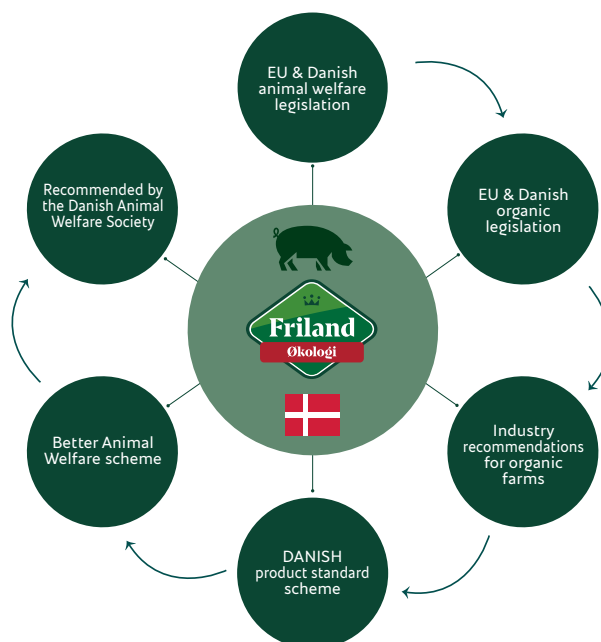 EU & Danish
animal welfare
legislation
EU & Danish
organic
legislation
Industry
recommendations
for organic
farms
DANISH
product standard
scheme
Better Animal
Welfare scheme
Recommended by
the Danish Animal
Welfare Society
Friland
Økologi